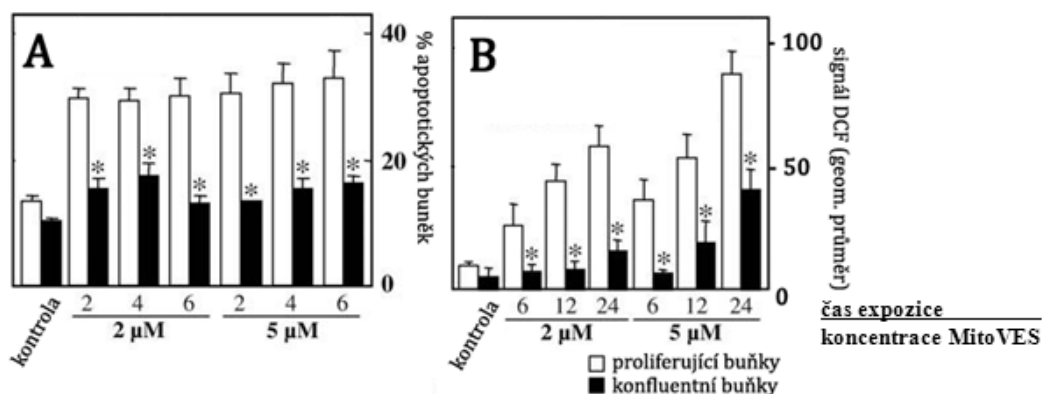 A
40
20
0
% apoptotických buněk
* * * * * *
kontrola
2 4 6 2 4 6
2 µM 5 µM
B
100
50
0
signál DCF (geom. průměr)
* * * * * *
kontrola
6 12 24 6 12 24
2 µM 5 µM
čas expozice
koncentrace MitoVES
proliferující buňky
konfluentní buňky